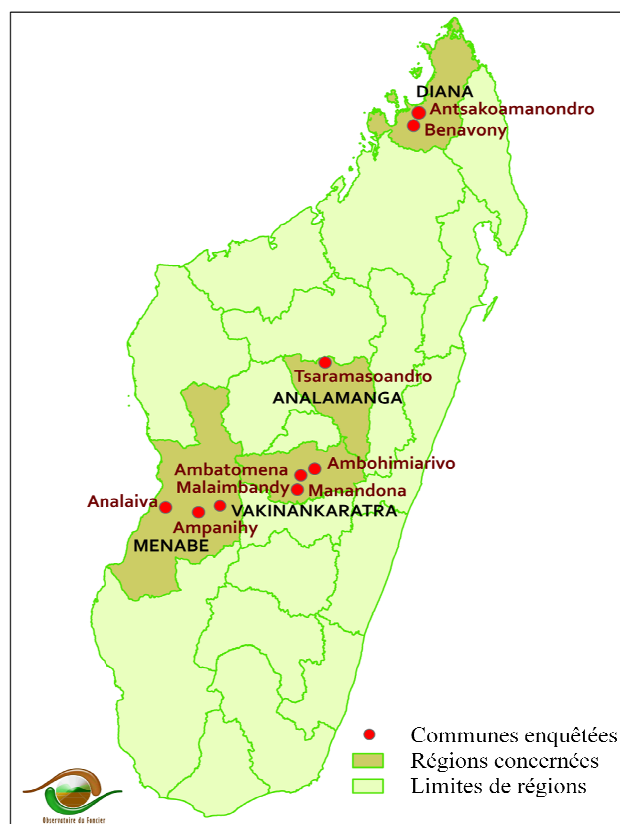 DIANA
Antsakoamanondro
Benavony
Tsaramasoandro
ANALAMANGA
Ambatomena
Ambohimiarivo
Malaimbandy
Manandona
Analaiva
VAKINANKARATRA
Ampanihy
MENABE
Communes enquêtées
Régions concernées
Limites de régions
Observatoire du Foncier